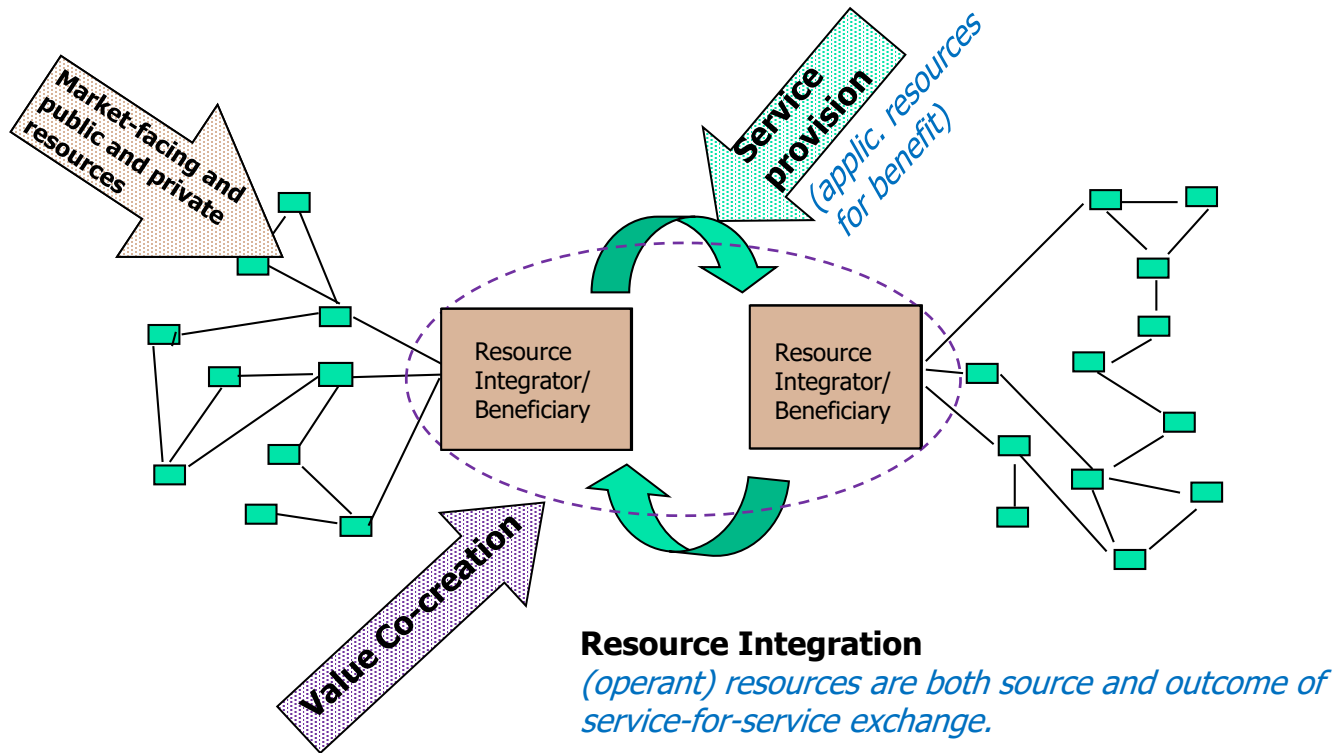 Market-facing and
public and private
resources
Service
provision
(applic. resources
for benefit)
Resource
Integrator/
Beneficiary
Resource
Integrator/
Beneficiary
Value Co-creation
Resource Integration
(operant) resources are both source and outcome of
service-for-service exchange.